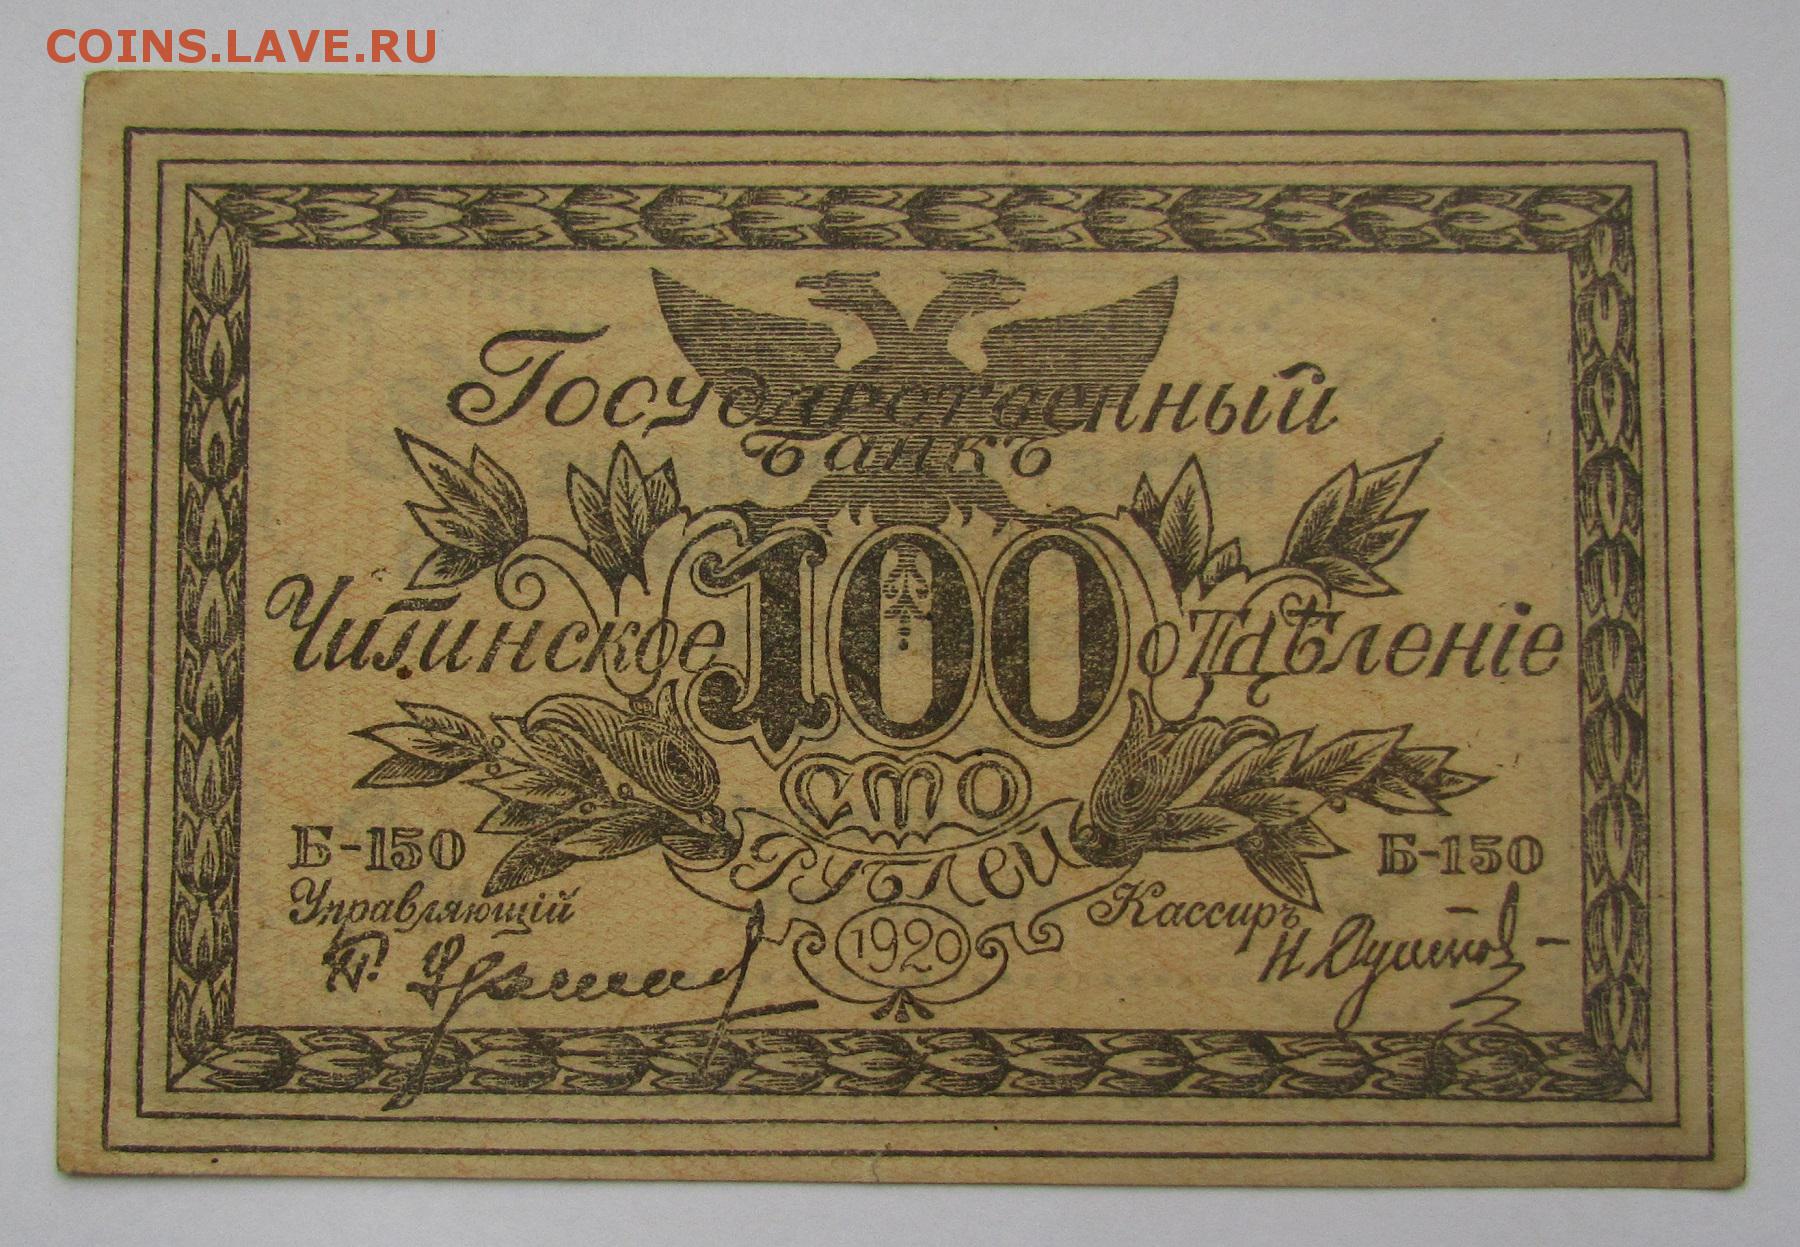 COINS.LAVE.RU
Государственный
Банкъ
Читинское 100 отдѣленіе
сто
рублей
Б-150 Б-150
Управляющій Кассиръ
1920